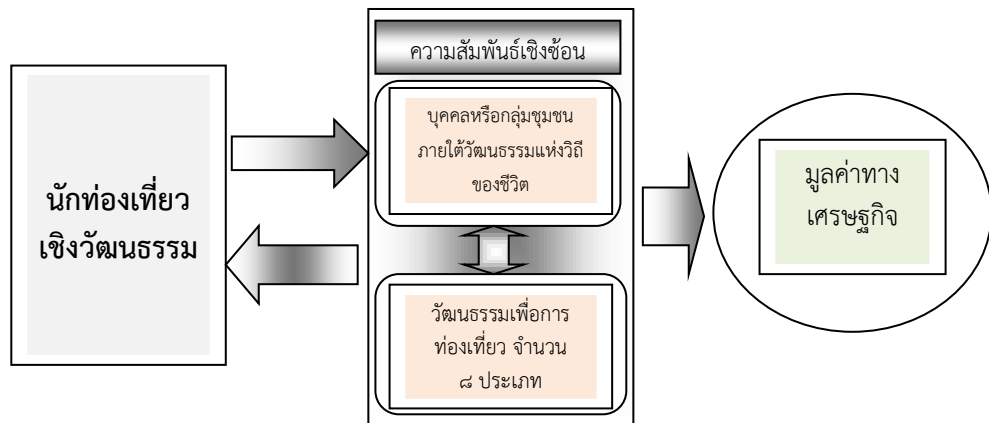 นักท่องเที่ยว
เชิงวัฒนธรรม
ความสัมพันธ์เชิงซ้อน
บุคคลหรือกลุ่มชุมชน
ภายใต้วัฒนธรรมแห่งวิถี
ของชีวิต
วัฒนธรรมเพื่อการ
ท่องเที่ยว จำนวน
๘ ประเภท
มูลค่าทาง
เศรษฐกิจ